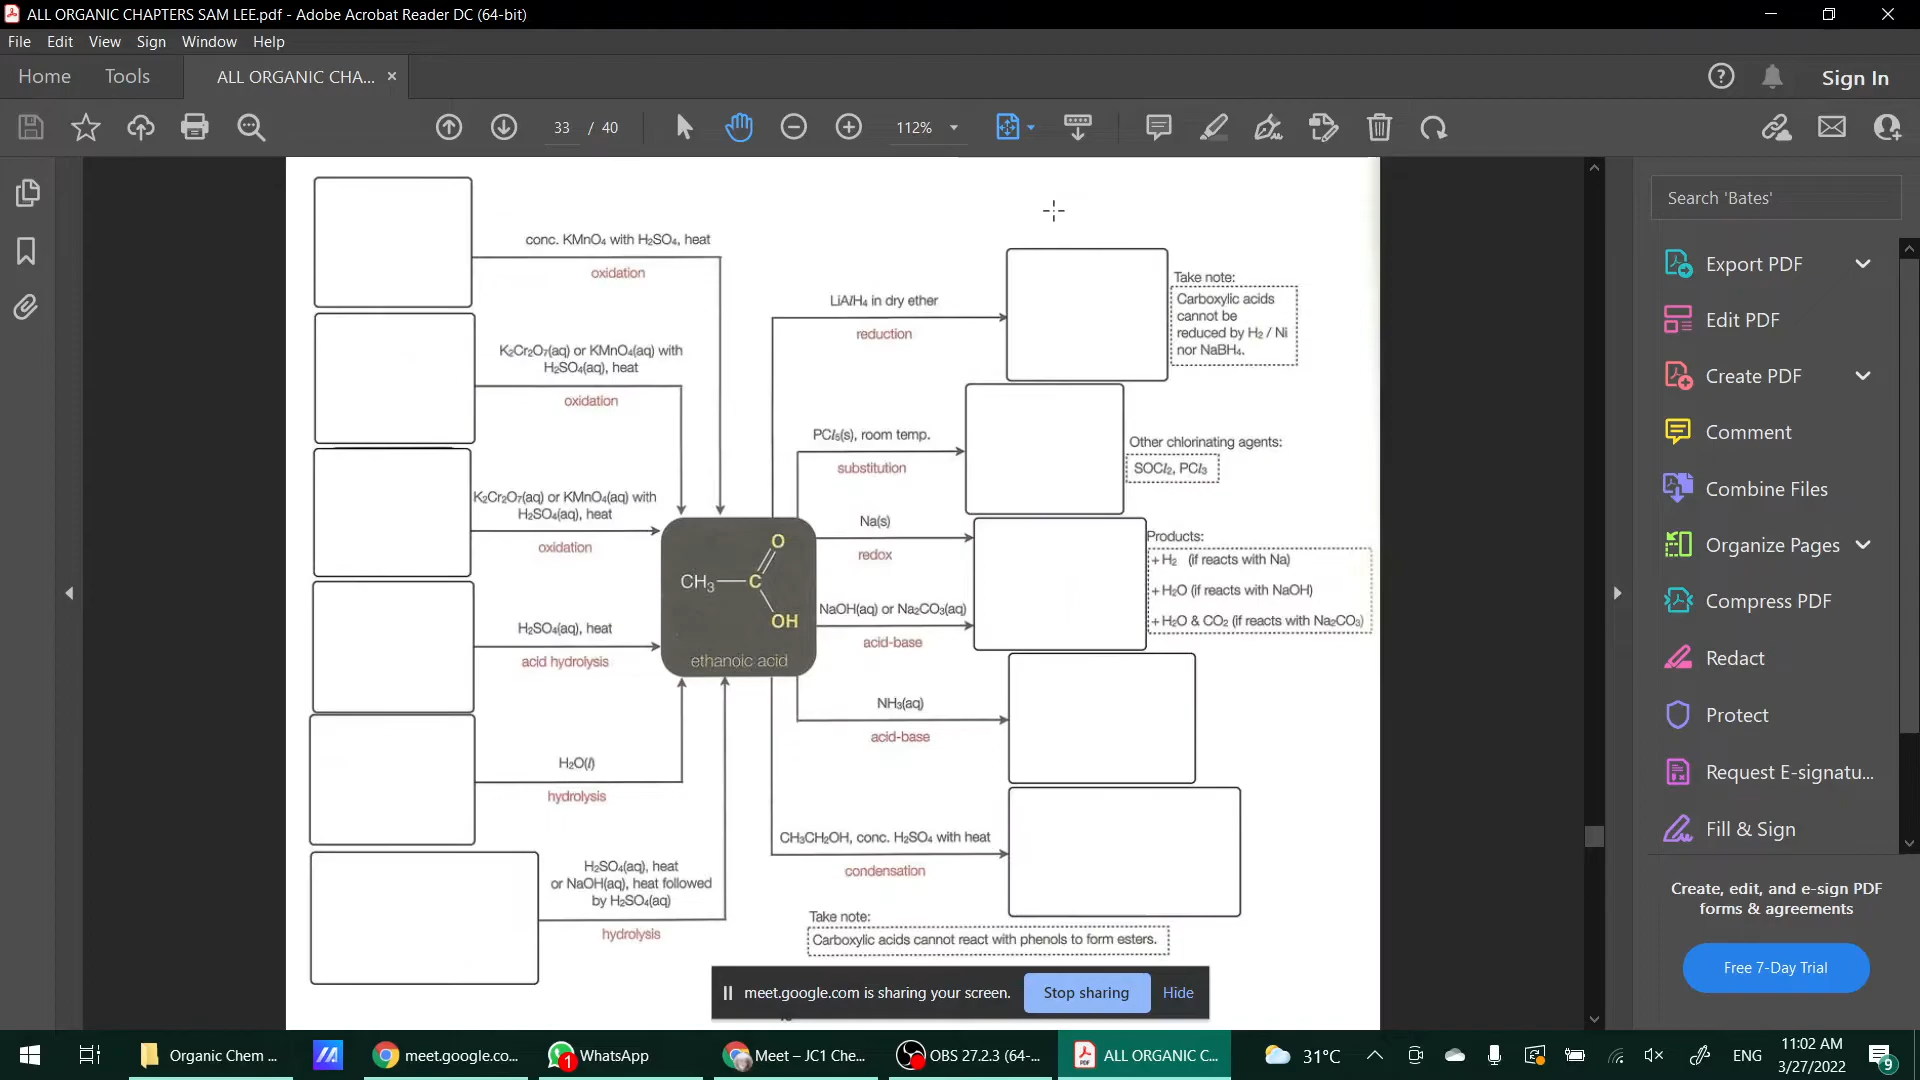 ALL ORGANIC CHAPTERS SAM LEE.pdf - Adobe Acrobat Reader DC (64-bit)
File Edit View Sign Window Help
Home Tools ALL ORGANIC CHA... × Sign In
33 / 40 112%
conc. KMnO₄ with H₂SO₄, heat
oxidation
K₂Cr₂O₇(aq) or KMnO₄(aq) with
H₂SO₄(aq), heat
oxidation
K₂Cr₂O₇(aq) or KMnO₄(aq) with
H₂SO₄(aq), heat
oxidation
H₂SO₄(aq), heat
acid hydrolysis
H₂O(l)
hydrolysis
H₂SO₄(aq), heat
or NaOH(aq), heat followed
by H₂SO₄(aq)
hydrolysis
O
CH₃ C
OH
ethanoic acid
LiAlH₄ in dry ether
reduction
Take note:
Carboxylic acids
cannot be
reduced by H₂ / Ni
nor NaBH₄.
PCl₅(s), room temp.
substitution
Other chlorinating agents:
SOCl₂, PCl₃
Na(s)
redox
NaOH(aq) or Na₂CO₃(aq)
acid-base
Products:
+ H₂ (if reacts with Na)
+ H₂O (if reacts with NaOH)
+ H₂O & CO₂ (if reacts with Na₂CO₃)
NH₃(aq)
acid-base
CH₃CH₂OH, conc. H₂SO₄ with heat
condensation
Take note:
Carboxylic acids cannot react with phenols to form esters.
Search 'Bates'
Export PDF
Edit PDF
Create PDF
Comment
Combine Files
Organize Pages
Compress PDF
Redact
Protect
Request E-signatu...
Fill & Sign
Create, edit, and e-sign PDF
forms & agreements
Free 7-Day Trial
meet.google.com is sharing your screen. Stop sharing Hide
Organic Chem ... meet.google.co... 1 WhatsApp Meet – JC1 Che... OBS 27.2.3 (64-... ALL ORGANIC C... 31°C ENG 11:02 AM
3/27/2022 9